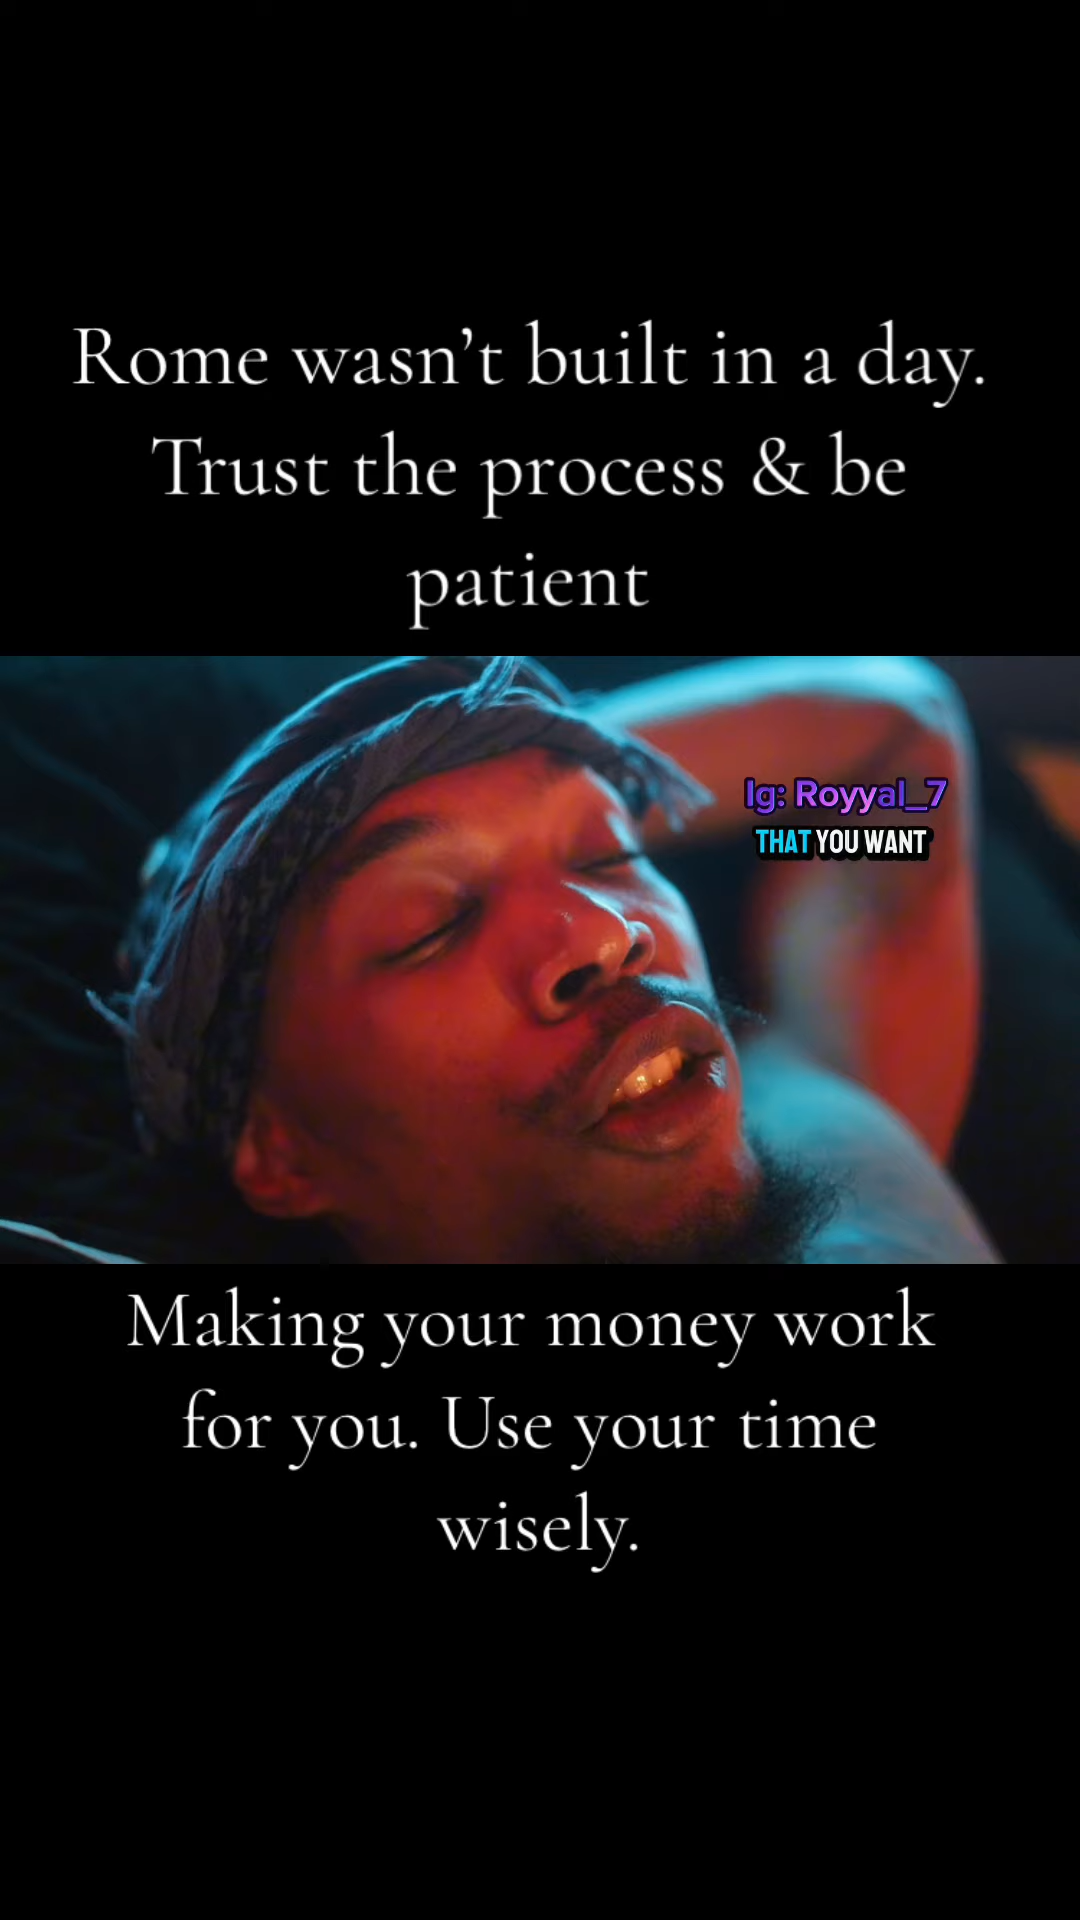 Rome wasn’t built in a day.
Trust the process & be
patient
Ig: Royyal_7
THAT YOU WANT
Making your money work
for you. Use your time
wisely.